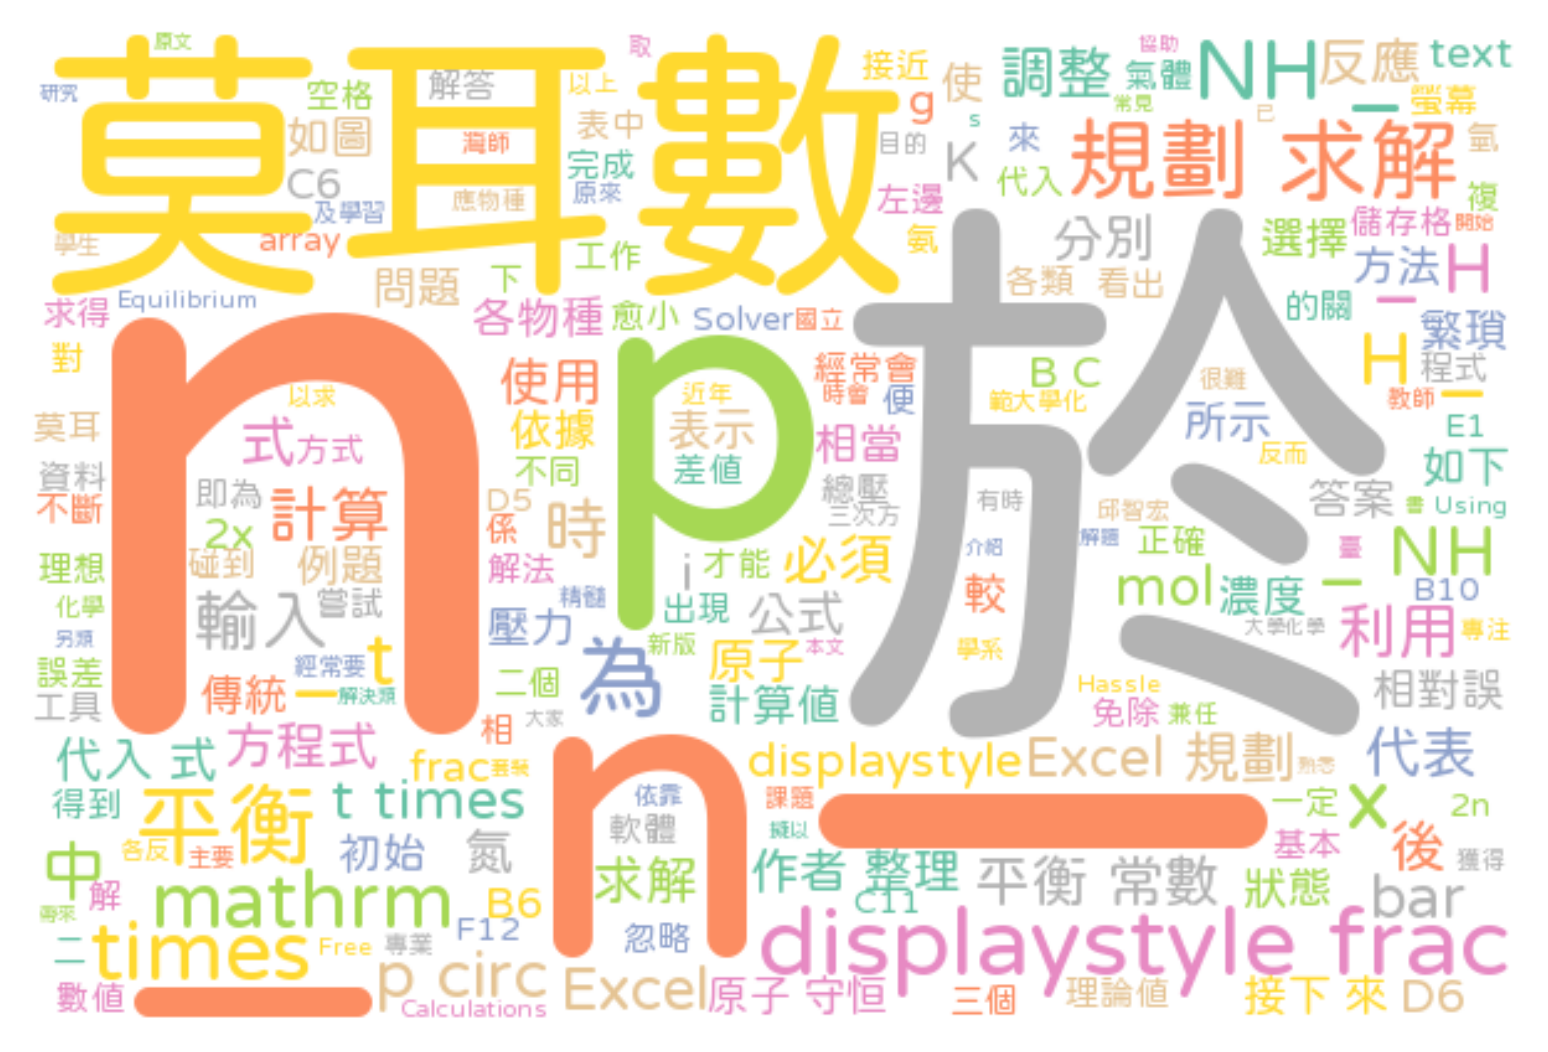 原文
取
協助
研究
空格
解答
以上
接近
使
調整
氣體
NH
反應
text
莫耳數
如圖
灣師
表中
g
s
常見
_
螢幕
已
C6
完成
目的
K
來
規劃 求解
氫
及學習
應物種
原來
左邊
代入
複
學生
array
工作
氨
分別
選擇
儲存格
開始
問題
下
各類
看出
方法
H
求得
Equilibrium
各物種
愈小
Solver
國立
於
的關
_
繁瑣
對
n
使用
p
經常會
時會
便
B C
很難
H
程式
以求
近年
範大學化
教師
_
莫耳
式
方式
依據
表示
相當
所示
E1
資料
不同
差值
反而
如下
不斷
即為
計算
D5
係
時
總壓
三次方
有時
邱智宏
答案
書
Using
2x
理想
碰到
例題
解法
i
才能
必須
介紹
解題
正確
臺
NH
化學
輸入
嘗試
精髓
出現
公式
較
mol
濃度
_
B10
另類
壓力
新版
大學化學
利用
專注
誤差
經常要
t
為
原子
本文
學系
工具
傳統
_
解決類
二個
計算值
Hassle
相對誤
相
大家
免除
兼任
代入 式
方程式
frac
n
displaystyle
Excel 規劃
代表
得到
平衡
t times
依靠
課題
_
一定
x
2n
各反
主要
初始
氮
軟體
擬以
基本
後
獲得
中
解
mathrm
B6
求解
作者 整理
平衡 常數
狀態
bar
C11
二
times
Free
專業
F12
忽略
displaystyle frac
數值
_
p circ
Calculations
Excel
原子 守恒
三個
理論值
接下 來
D6